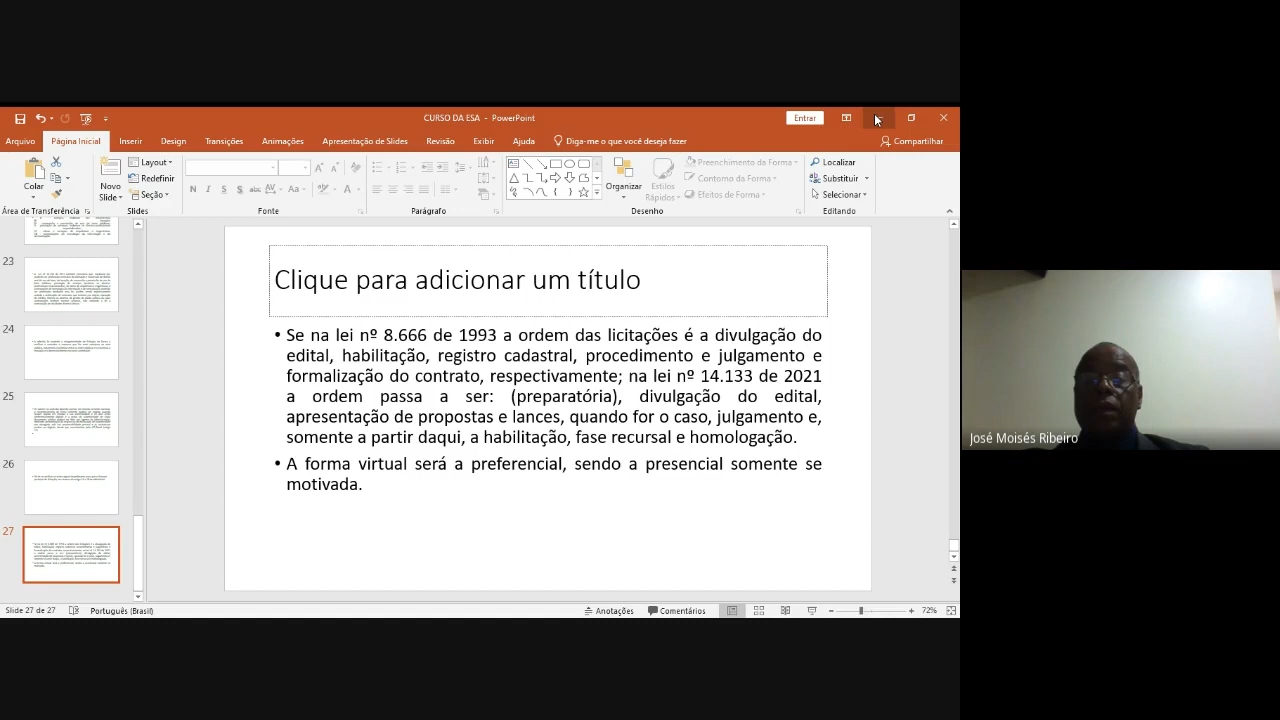 CURSO DA ESA - PowerPoint
Entrar
Arquivo Página Inicial Inserir Design Transições Animações Apresentação de Slides Revisão Exibir Ajuda Diga-me o que você deseja fazer Compartilhar
Colar
Novo Slide
Layout
Redefinir
Seção
N I S S abc AV Aa A
Organizar
Estilos Rápidos
Preenchimento da Forma
Contorno da Forma
Efeitos de Forma
Localizar
Substituir
Selecionar
Área de Transferência Slides Fonte Parágrafo Desenho Editando
23
24
25
26
27
Clique para adicionar um título
• Se na lei nº 8.666 de 1993 a ordem das licitações é a divulgação do
edital, habilitação, registro cadastral, procedimento e julgamento e
formalização do contrato, respectivamente; na lei nº 14.133 de 2021
a ordem passa a ser: (preparatória), divulgação do edital,
apresentação de propostas e lances, quando for o caso, julgamento e,
somente a partir daqui, a habilitação, fase recursal e homologação.
• A forma virtual será a preferencial, sendo a presencial somente se
motivada.
José Moisés Ribeiro
Slide 27 de 27 Português (Brasil) Anotações Comentários 72%